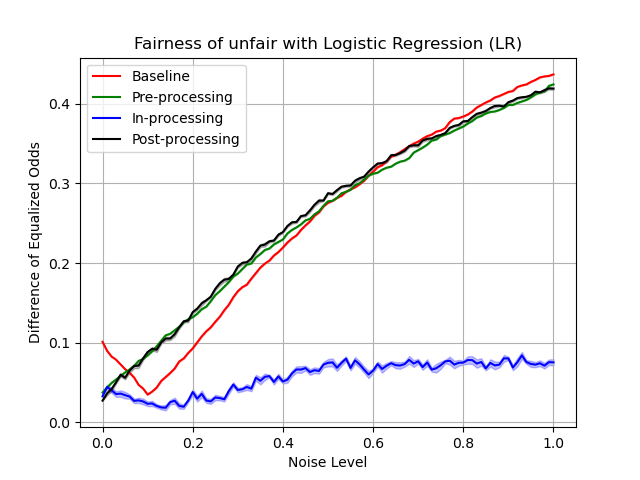 Fairness of unfair with Logistic Regression (LR)
Baseline
Pre-processing
In-processing
Post-processing
Difference of Equalized Odds
0.4
0.3
0.2
0.1
0.0
0.0 0.2 0.4 0.6 0.8 1.0
Noise Level